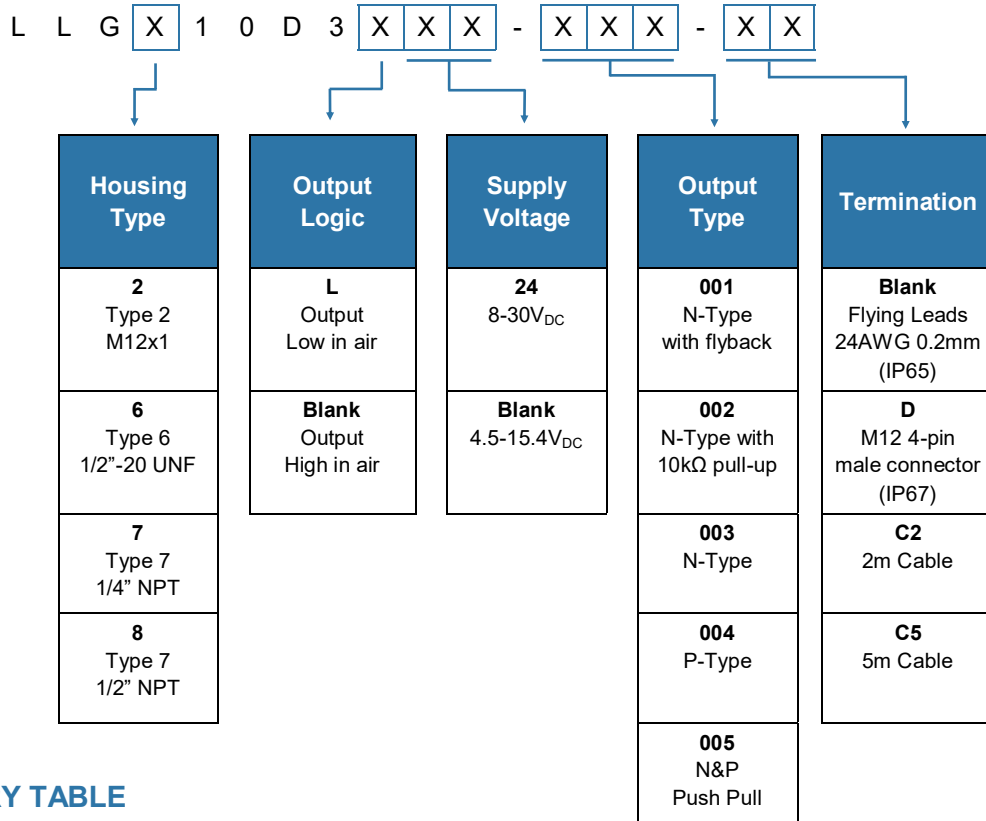 L L G X 1 0 D 3 X X X - X X X - X X
Housing
Type
2
Type 2
M12x1
6
Type 6
1/2”-20 UNF
7
Type 7
1/4” NPT
8
Type 7
1/2” NPT
Output
Logic
L
Output
Low in air
Blank
Output
High in air
Supply
Voltage
24
8-30VDC
Blank
4.5-15.4VDC
Output
Type
001
N-Type
with flyback
002
N-Type with
10kΩ pull-up
003
N-Type
004
P-Type
005
N&P
Push Pull
Termination
Blank
Flying Leads
24AWG 0.2mm
(IP65)
D
M12 4-pin
male connector
(IP67)
C2
2m Cable
C5
5m Cable
Y TABLE